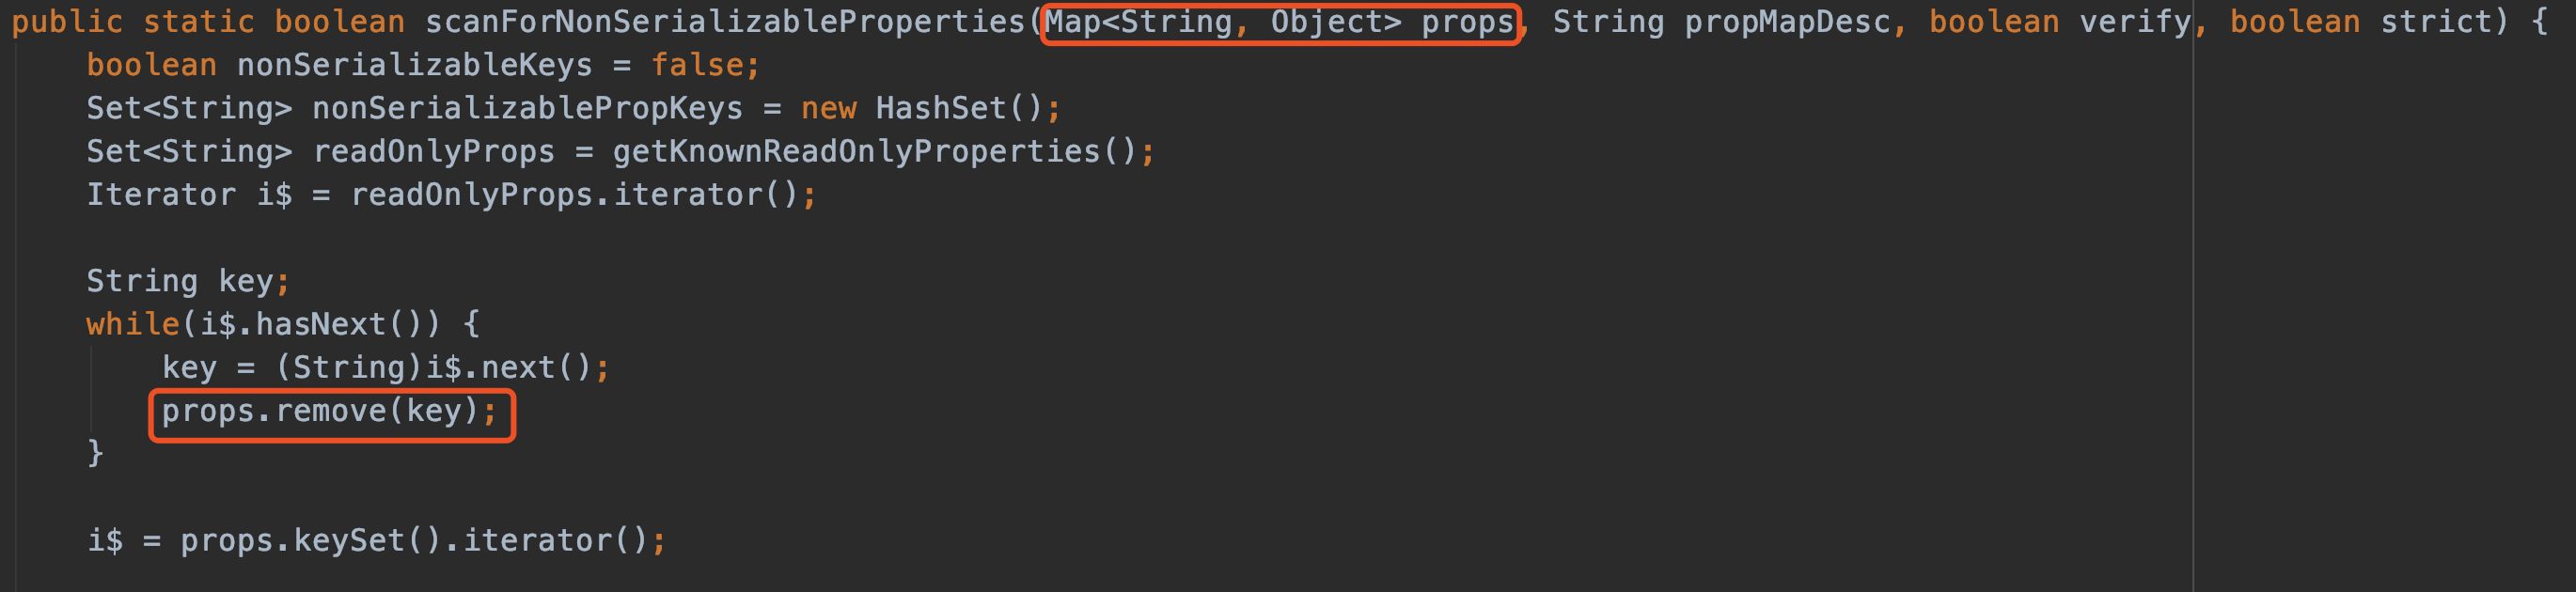 public static boolean scanForNonSerializableProperties(Map<String, Object> props, String propMapDesc, boolean verify, boolean strict) {
    boolean nonSerializableKeys = false;
    Set<String> nonSerializablePropKeys = new HashSet();
    Set<String> readOnlyProps = getKnownReadOnlyProperties();
    Iterator i$ = readOnlyProps.iterator();
    String key;
    while(i$.hasNext()) {
        key = (String)i$.next();
        props.remove(key);
    }
    i$ = props.keySet().iterator();